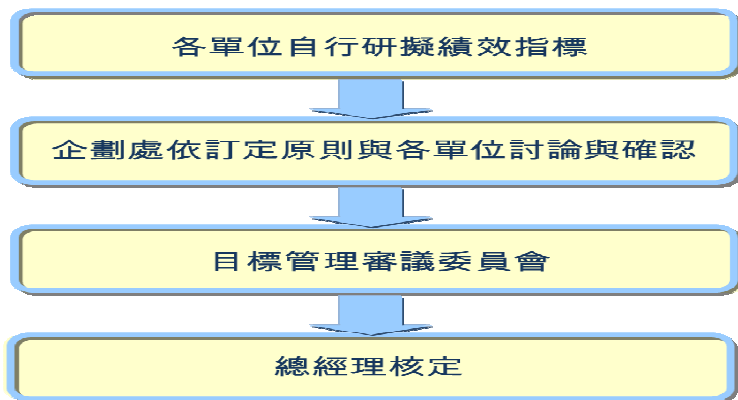 各單位自行研擬績效指標
企劃處依訂定原則與各單位討論與確認
目標管理審議委員會
總經理核定